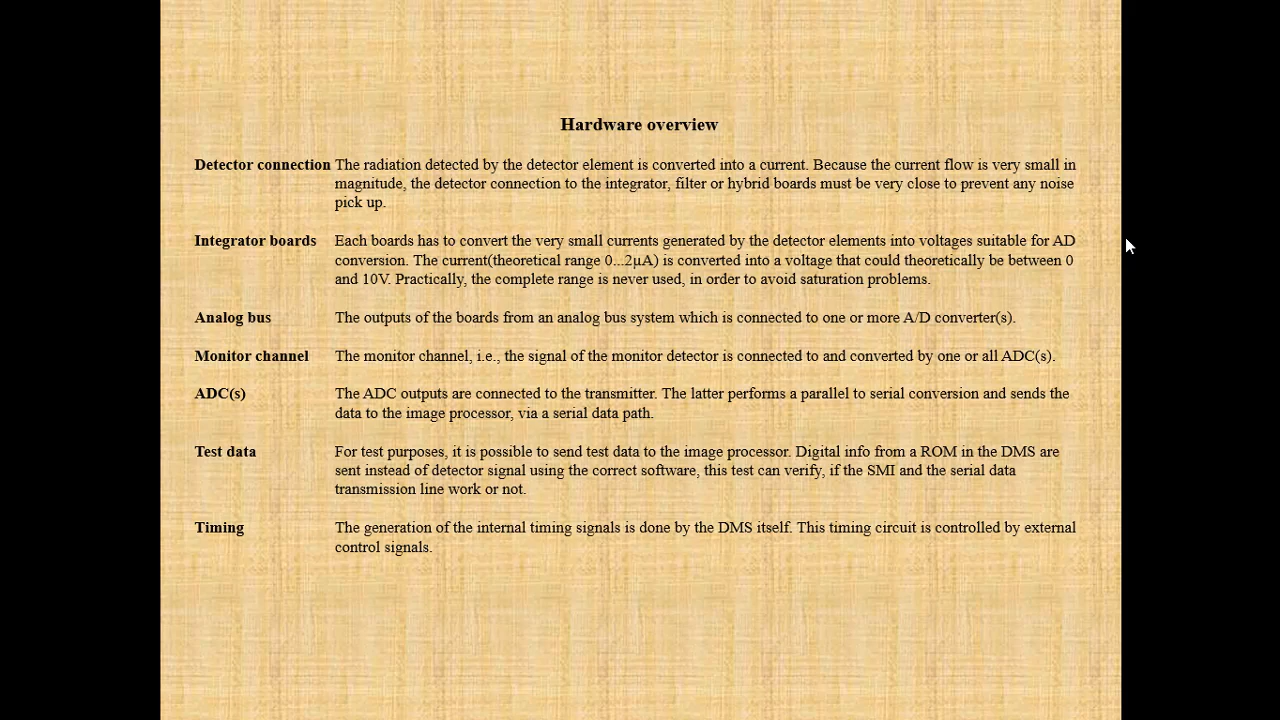 Hardware overview
Detector connection The radiation detected by the detector element is converted into a current. Because the current flow is very small in
magnitude, the detector connection to the integrator, filter or hybrid boards must be very close to prevent any noise
pick up.
Integrator boards Each boards has to convert the very small currents generated by the detector elements into voltages suitable for AD
conversion. The current(theoretical range 0...2µA) is converted into a voltage that could theoretically be between 0
and 10V. Practically, the complete range is never used, in order to avoid saturation problems.
Analog bus The outputs of the boards from an analog bus system which is connected to one or more A/D converter(s).
Monitor channel The monitor channel, i.e., the signal of the monitor detector is connected to and converted by one or all ADC(s).
ADC(s) The ADC outputs are connected to the transmitter. The latter performs a parallel to serial conversion and sends the
data to the image processor, via a serial data path.
Test data For test purposes, it is possible to send test data to the image processor. Digital info from a ROM in the DMS are
sent instead of detector signal using the correct software, this test can verify, if the SMI and the serial data
transmission line work or not.
Timing The generation of the internal timing signals is done by the DMS itself. This timing circuit is controlled by external
control signals.